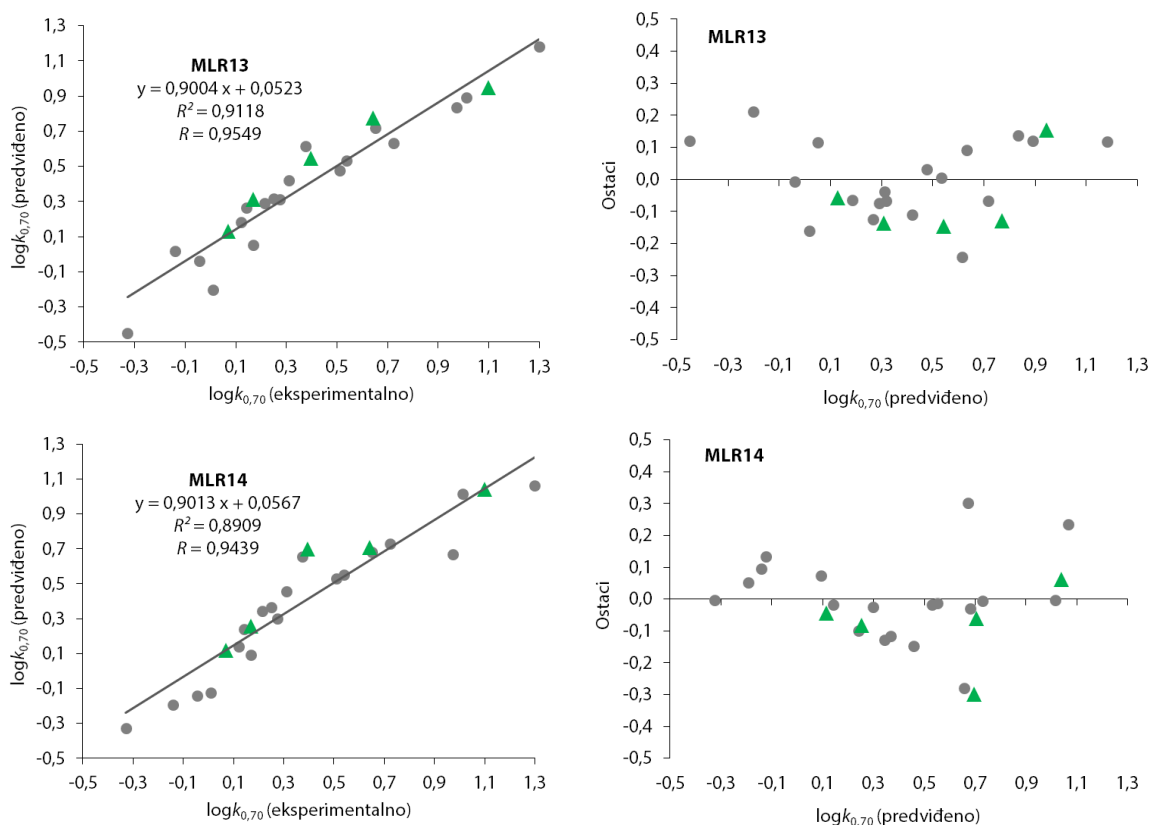 MLR13
y = 0,9004 x + 0,0523
R² = 0,9118
R = 0,9549
logk0,70 (predviđeno)
1,3
1,1
0,9
0,7
0,5
0,3
0,1
-0,1
-0,3
-0,5
-0,5 -0,3 -0,1 0,1 0,3 0,5 0,7 0,9 1,1 1,3
logk0,70 (eksperimentalno)
MLR13
Ostaci
0,5
0,4
0,3
0,2
0,1
0,0
-0,1
-0,2
-0,3
-0,4
-0,5
-0,5 -0,3 -0,1 0,1 0,3 0,5 0,7 0,9 1,1 1,3
logk0,70 (predviđeno)
MLR14
y = 0,9013 x + 0,0567
R² = 0,8909
R = 0,9439
logk0,70 (predviđeno)
1,3
1,1
0,9
0,7
0,5
0,3
0,1
-0,1
-0,3
-0,5
-0,5 -0,3 -0,1 0,1 0,3 0,5 0,7 0,9 1,1 1,3
logk0,70 (eksperimentalno)
MLR14
Ostaci
0,5
0,4
0,3
0,2
0,1
0,0
-0,1
-0,2
-0,3
-0,4
-0,5
-0,5 -0,3 -0,1 0,1 0,3 0,5 0,7 0,9 1,1 1,3
logk0,70 (predviđeno)